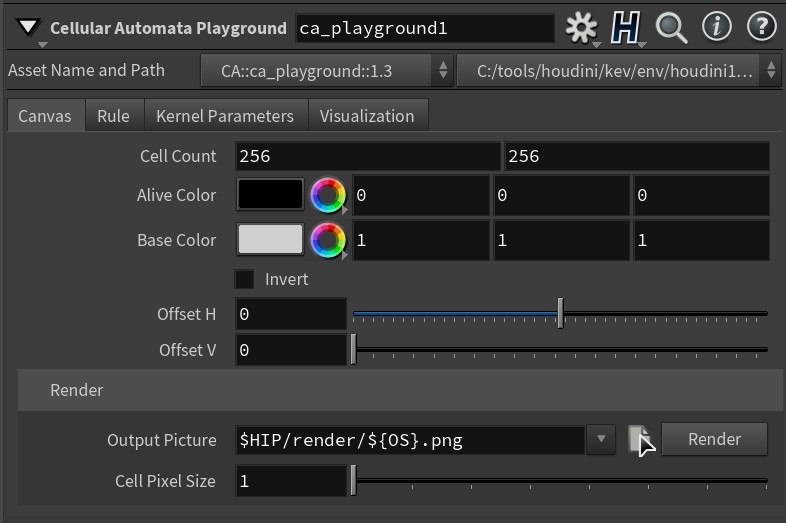 Cellular Automata Playground ca_playground1
Asset Name and Path CA::ca_playground::1.3 C:/tools/houdini/kev/env/houdini1...
Canvas Rule Kernel Parameters Visualization
Cell Count 256 256
Alive Color 0 0 0
Base Color 1 1 1
Invert
Offset H 0
Offset V 0
Render
Output Picture $HIP/render/${OS}.png Render
Cell Pixel Size 1